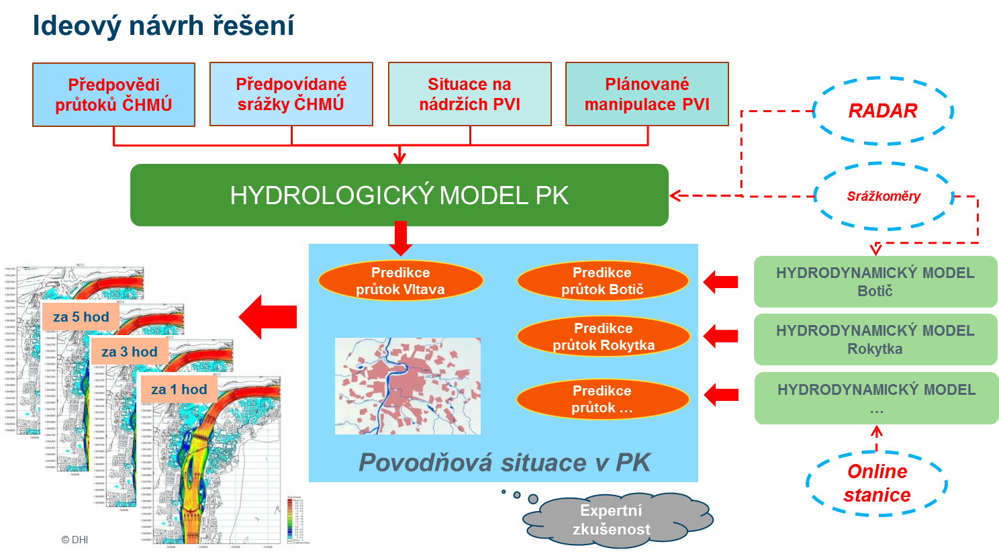 Ideový návrh řešení
Předpovědi
průtoků ČHMÚ
Předpovídané
srážky ČHMÚ
Situace na
nádržích PVI
Plánované
manipulace PVI
RADAR
HYDROLOGICKÝ MODEL PK
Srážkoměry
Predikce
průtok Vltava
Predikce
průtok Botič
HYDRODYNAMICKÝ MODEL
Botič
za 5 hod
Predikce
průtok Rokytka
HYDRODYNAMICKÝ MODEL
Rokytka
za 3 hod
za 1 hod
Predikce
průtok ...
HYDRODYNAMICKÝ MODEL
...
Povodňová situace v PK
Online
stanice
Expertní
zkušenost
© DHI